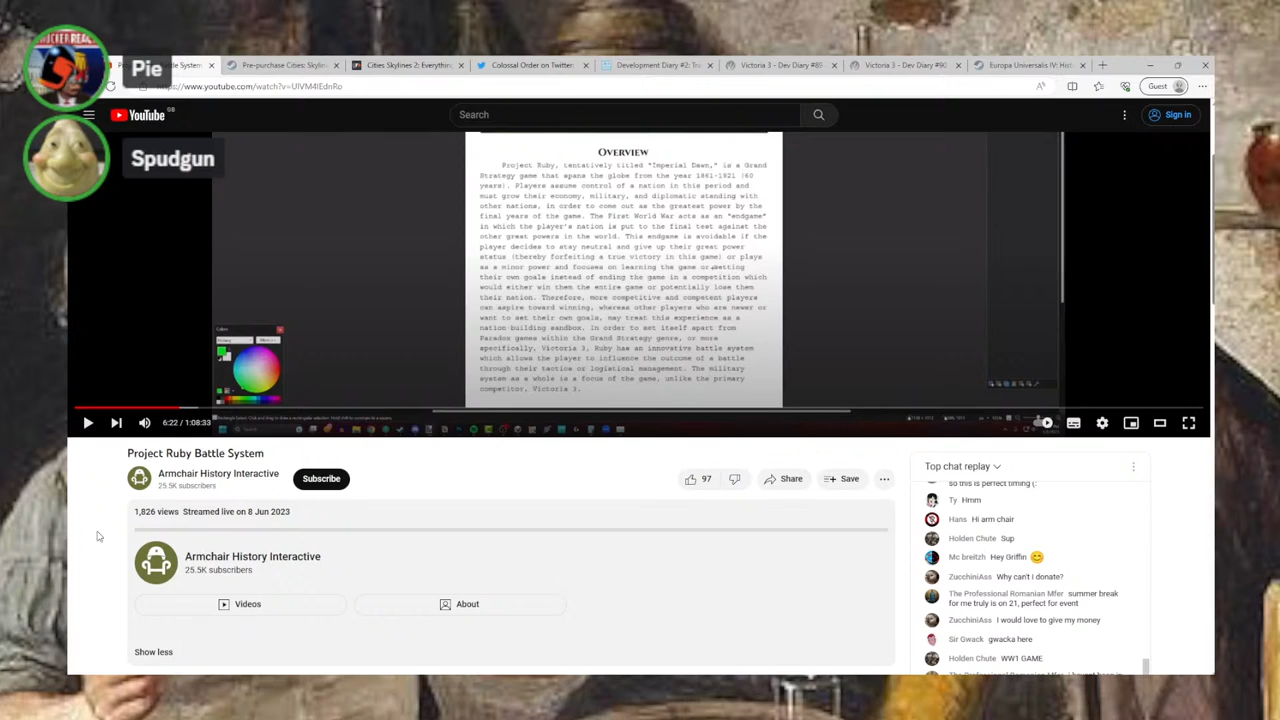 Pie
Spudgun
Pre-purchase Cities: Skylin
Cities Skylines 2: Everything
Colossal Order on Twitter
Development Diary #2: Tra
Victoria 3 - Dev Diary #89
Victoria 3 - Dev Diary #90
Europa Universalis IV: Hist
https://www.youtube.com/watch?v=UIVM4lEdnRo
Guest
YouTube GB
Search
Sign in
OVERVIEW
Project Ruby, tentatively titled "Imperial Dawn," is a Grand
Strategy game that spans the globe from the year 1861-1921 (60
years). Players assume control of a nation in this period and
must grow their economy, military, and diplomatic standing with
other nations, in order to come out as the greatest power by the
final years of the game. The First World War acts as an "endgame"
in which the player's nation is put to the final test against the
other great powers in the world. This endgame is avoidable if the
player decides to stay neutral and give up their great power
status (thereby forfeiting a true victory in this game) or plays
as a minor power and focuses on learning the game or setting
their own goals instead of ending the game in a competition which
would either win them the entire game or potentially lose them
their nation. Therefore, more competitive and competent players
can aspire toward winning, whereas other players who are newer or
want to set their own goals, may treat this experience as a
nation-building sandbox. In order to set itself apart from
Paradox games within the Grand Strategy genre, or more
specifically, Victoria 3, Ruby has an innovative battle system
which allows the player to influence the outcome of a battle
through their tactics or logistical management. The military
system as a whole is a focus of the game, unlike the primary
competitor, Victoria 3.
Colors
6:22 / 1:08:33
Project Ruby Battle System
Armchair History Interactive
25.5K subscribers
Subscribe
97
Share
Save
1,826 views Streamed live on 8 Jun 2023
Armchair History Interactive
25.5K subscribers
Videos
About
Show less
Top chat replay
so this is perfect timing (:
Ty Hmm
Hans Hi arm chair
Holden Chute Sup
Mc breitzh Hey Griffin 😊
ZucchiniAss Why can't I donate?
The Professional Romanian Mfer summer break
for me truly is on 21, perfect for event
ZucchiniAss I would love to give my money
Sir Gwack gwacka here
Holden Chute WW1 GAME